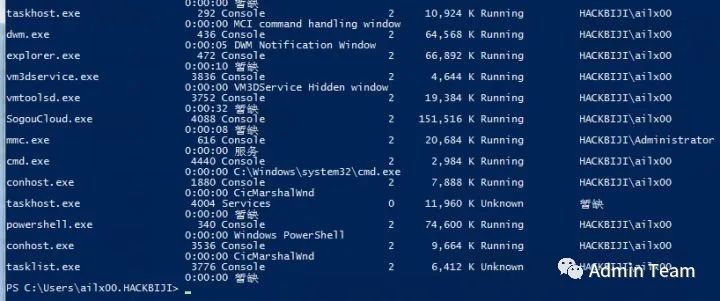 0:00:00 暂缺
taskhost.exe 292 Console 2 10,924 K Running HACKBIJI\ailx00
0:00:00 MCI command handling window
dwm.exe 436 Console 2 64,568 K Running HACKBIJI\ailx00
0:00:05 DWM Notification Window
explorer.exe 472 Console 2 66,892 K Running HACKBIJI\ailx00
0:00:10 暂缺
vm3dservice.exe 3836 Console 2 4,644 K Running HACKBIJI\ailx00
0:00:00 VM3DService Hidden window
vmtoolsd.exe 3752 Console 2 19,384 K Running HACKBIJI\ailx00
0:00:32 暂缺
SogouCloud.exe 4088 Console 2 151,516 K Running HACKBIJI\ailx00
0:00:08 暂缺
mmc.exe 616 Console 2 20,684 K Running HACKBIJI\Administrator
0:00:00 服务
cmd.exe 4440 Console 2 2,984 K Running HACKBIJI\ailx00
0:00:00 C:\Windows\system32\cmd.exe
conhost.exe 1880 Console 2 7,888 K Running HACKBIJI\ailx00
0:00:00 CicMarshalWnd
taskhost.exe 4004 Services 0 11,960 K Unknown 暂缺
0:00:00 暂缺
powershell.exe 340 Console 2 74,600 K Running HACKBIJI\ailx00
0:00:00 Windows PowerShell
conhost.exe 3536 Console 2 9,664 K Running HACKBIJI\ailx00
0:00:00 CicMarshalWnd
tasklist.exe 3776 Console 2 6,412 K Unknown
0:00:00 暂缺
PS C:\Users\ailx00.HACKBIJI>
Admin Team